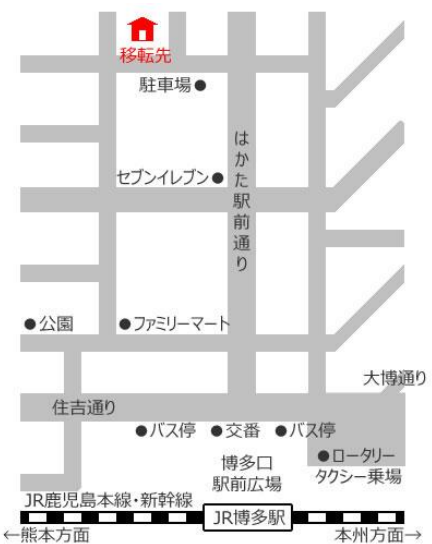 移転先
駐車場●
セブンイレブン●
はかた駅前通り
●公園
●ファミリーマート
大博通り
住吉通り
●バス停
●交番
●バス停
博多口
駅前広場
●ロータリー
タクシー乗場
JR鹿児島本線・新幹線
JR博多駅
←熊本方面
本州方面→